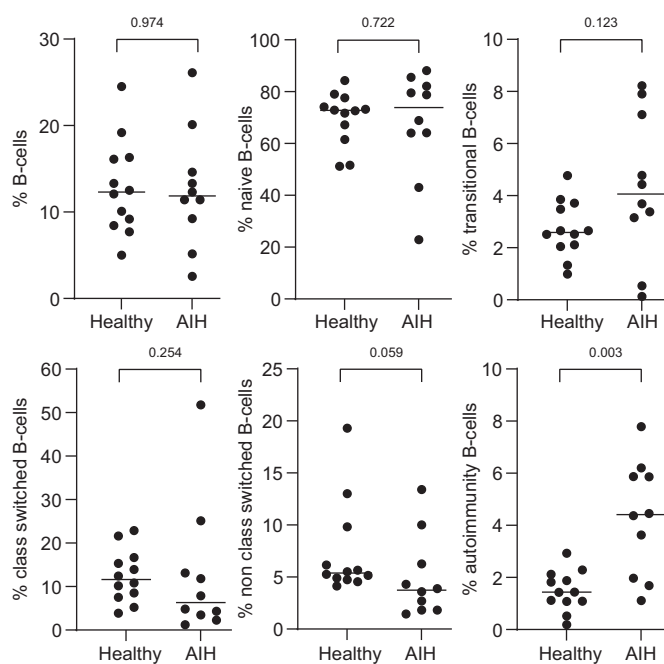 0.974
% B-cells
30
20
10
0
Healthy
AIH
0.722
% naive B-cells
100
80
60
40
20
0
Healthy
AIH
0.123
% transitional B-cells
10
8
6
4
2
0
Healthy
AIH
0.254
% class switched B-cells
60
50
40
30
20
10
0
Healthy
AIH
0.059
% non class switched B-cells
25
20
15
10
5
0
Healthy
AIH
0.003
% autoimmunity B-cells
10
8
6
4
2
0
Healthy
AIH